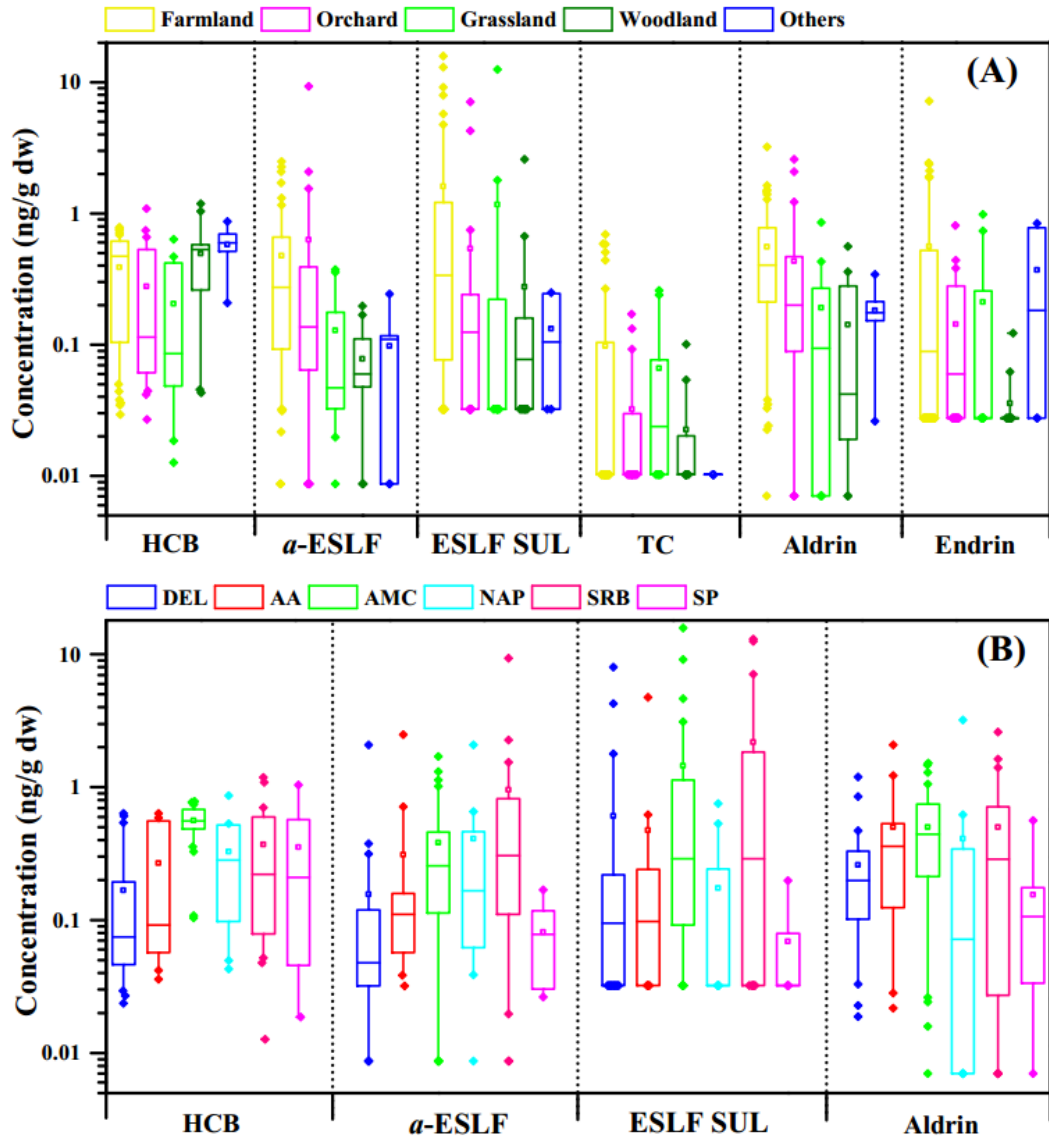 Farmland Orchard Grassland Woodland Others
(A)
Concentration (ng/g dw)
10
1
0.1
0.01
HCB a-ESLF ESLF SUL TC Aldrin Endrin
DEL AA AMC NAP SRB SP
(B)
Concentration (ng/g dw)
10
1
0.1
0.01
HCB a-ESLF ESLF SUL Aldrin